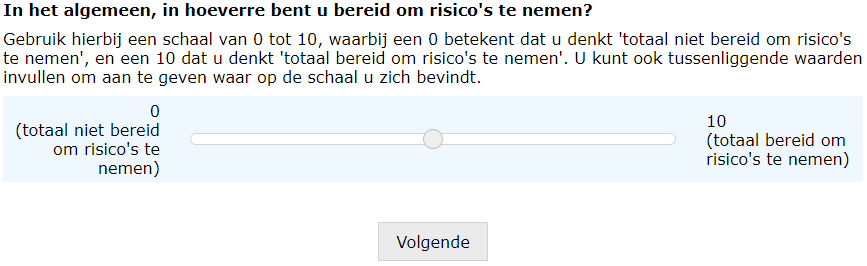 In het algemeen, in hoeverre bent u bereid om risico's te nemen?
Gebruik hierbij een schaal van 0 tot 10, waarbij een 0 betekent dat u denkt 'totaal niet bereid om risico's
te nemen', en een 10 dat u denkt 'totaal bereid om risico's te nemen'. U kunt ook tussenliggende waarden
invullen om aan te geven waar op de schaal u zich bevindt.
0
(totaal niet bereid
om risico's te
nemen)
10
(totaal bereid om
risico's te nemen)
Volgende